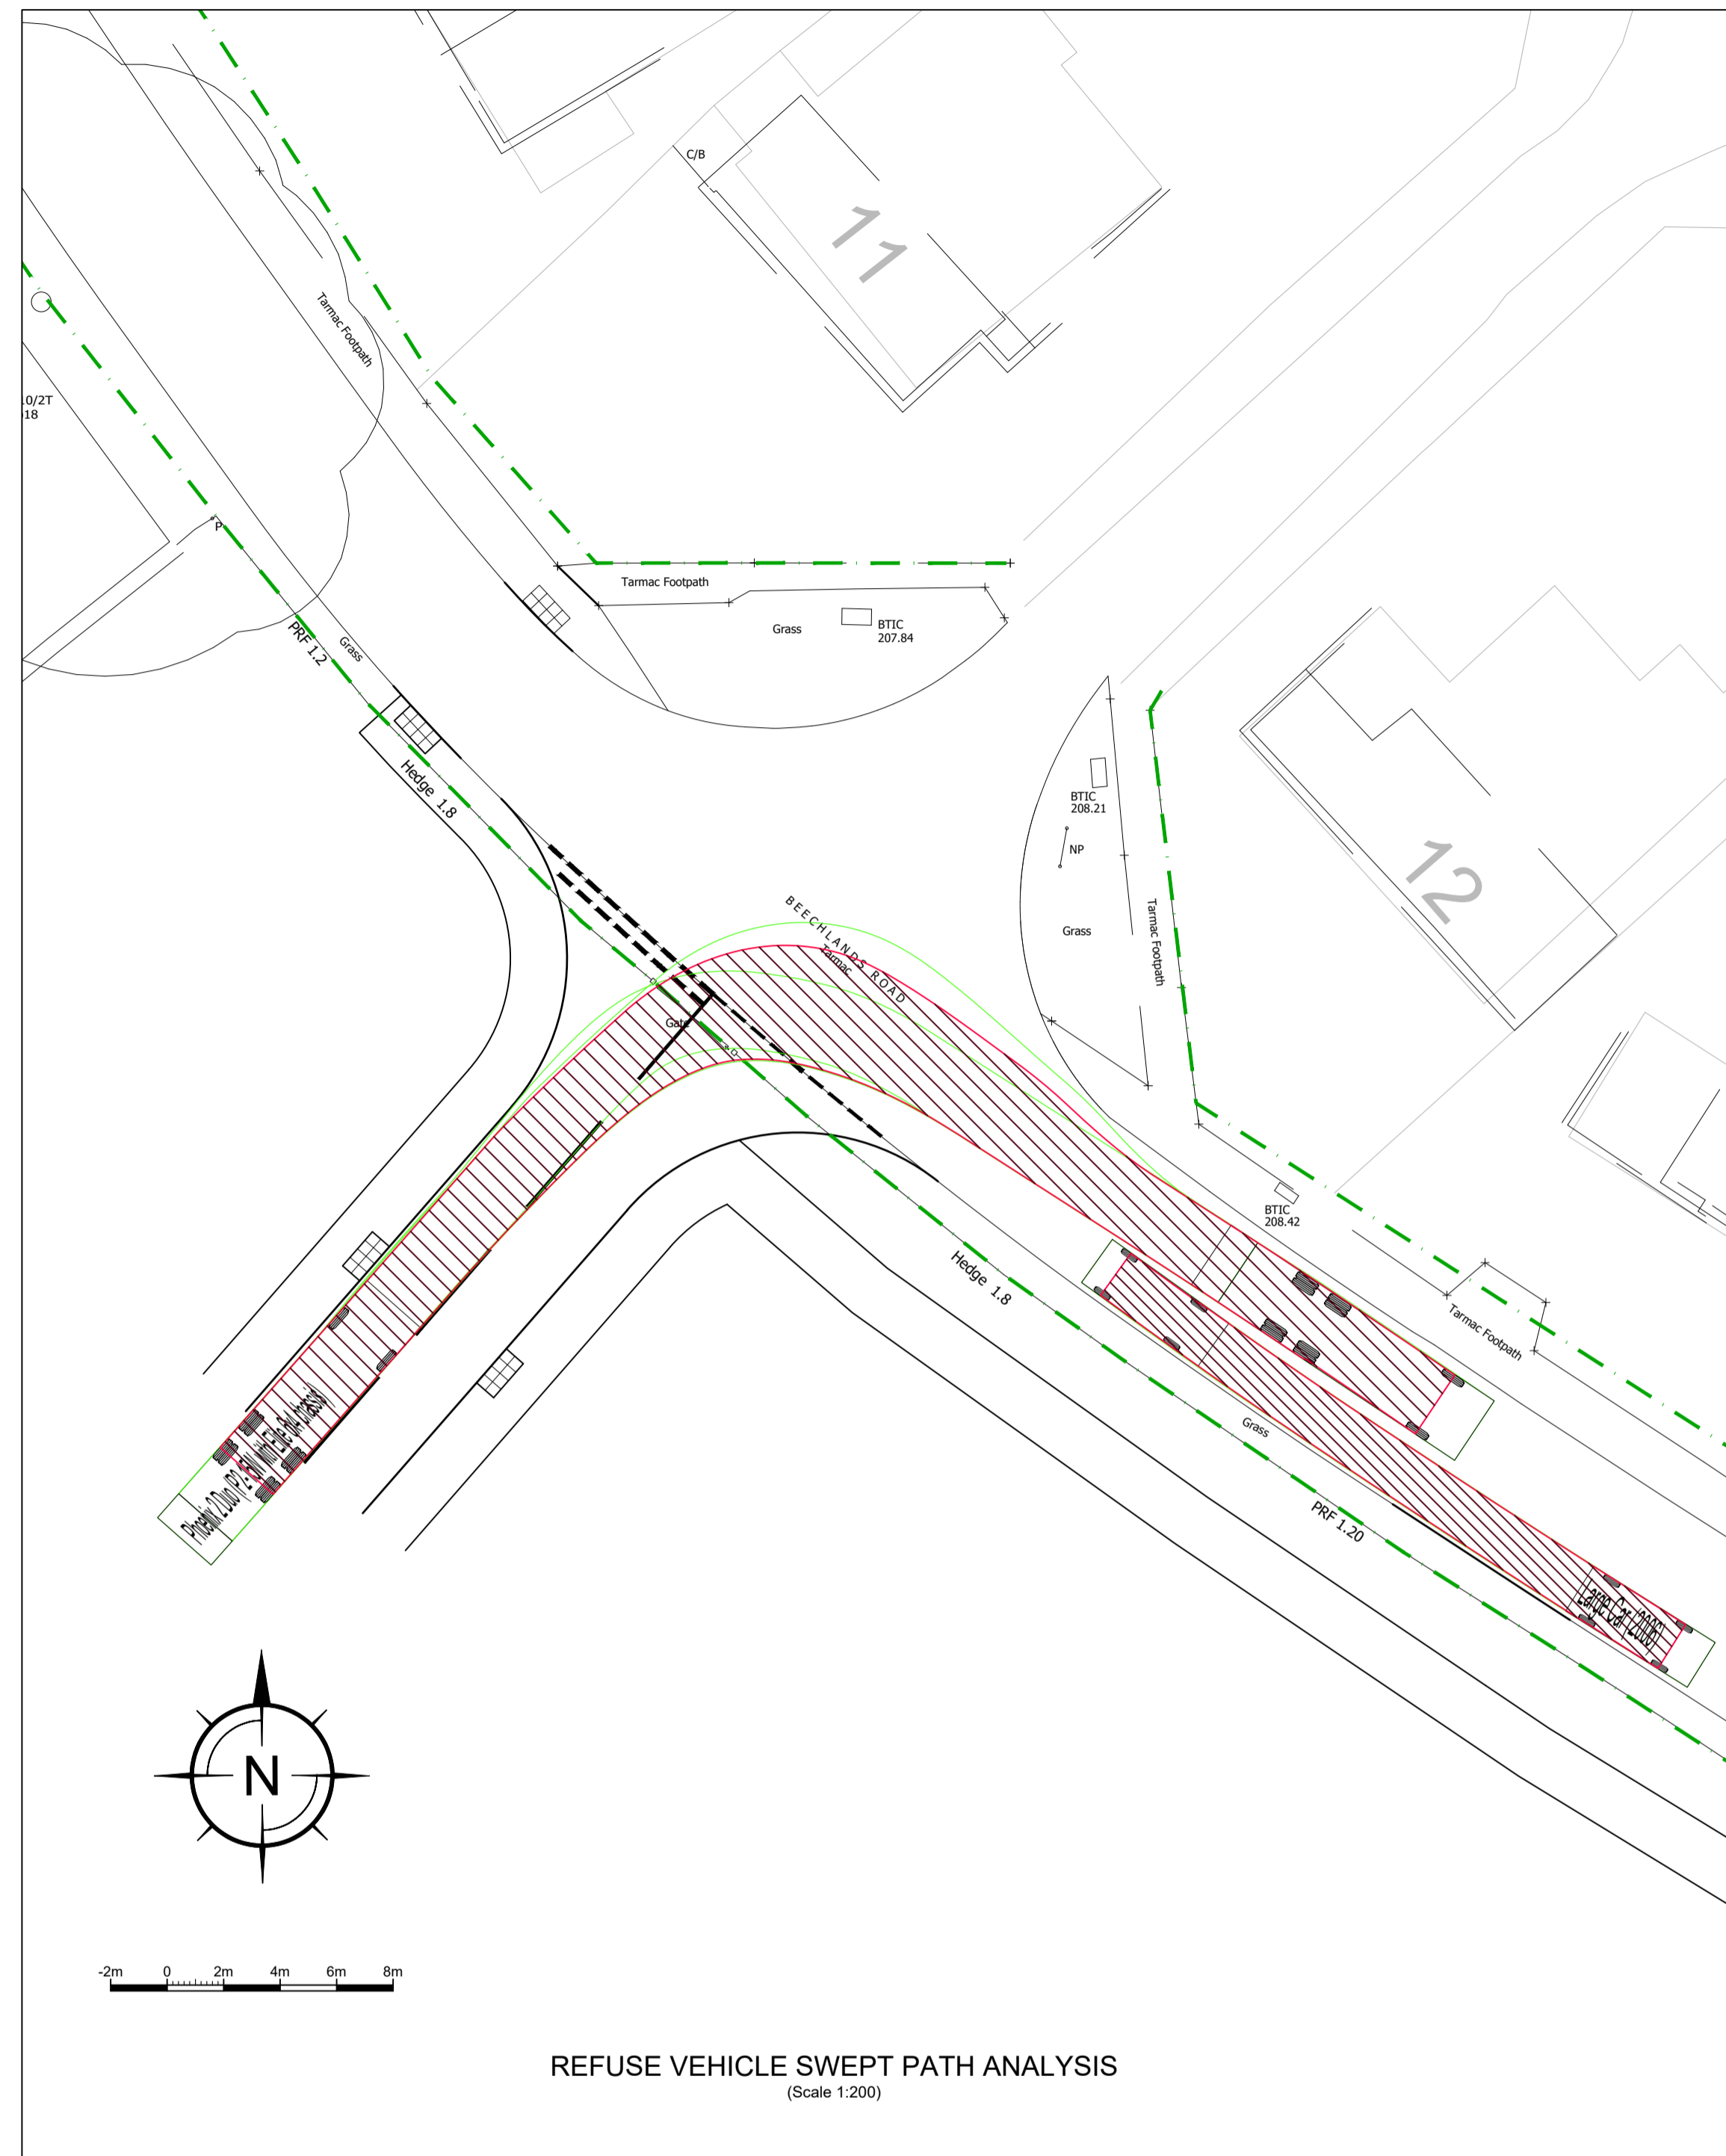 C/B
11
Tarmac Footpath
.0/2T
18
P
Tarmac Footpath
Grass
BTIC
207.84
PRF 1.2
Grass
Hedge 1.8
BTIC
208.21
NP
12
BEECHLANDS ROAD
Tarmac
Grass
Tarmac Footpath
Gate
BTIC
208.42
Hedge 1.8
Tarmac Footpath
Grass
PRF 1.20
Large Car (2006)
N
-2m 0 2m 4m 6m 8m
REFUSE VEHICLE SWEPT PATH ANALYSIS
(Scale 1:200)